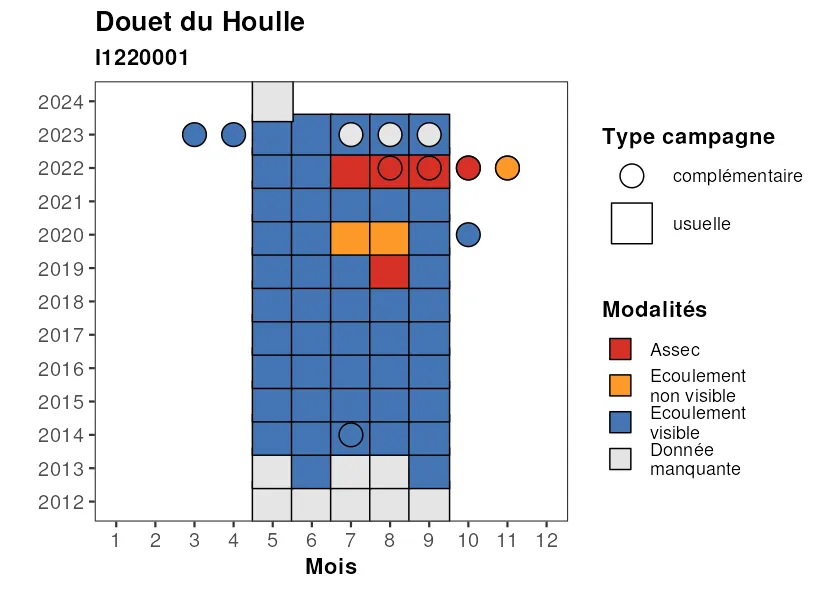 Douet du Houlle
I1220001
2024
2023
2022
2021
2020
2019
2018
2017
2016
2015
2014
2013
2012
1 2 3 4 5 6 7 8 9 10 11 12
Mois
Type campagne
complémentaire
usuelle
Modalités
Assec
Ecoulement
non visible
Ecoulement
visible
Donnée
manquante